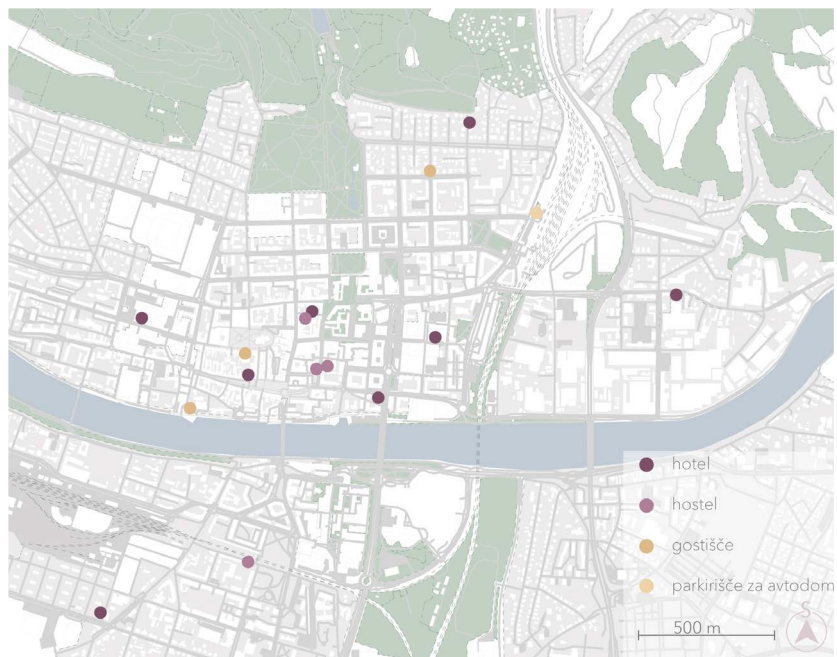 hotel
hostel
gostišče
parkirišče za avtodom
S
500 m